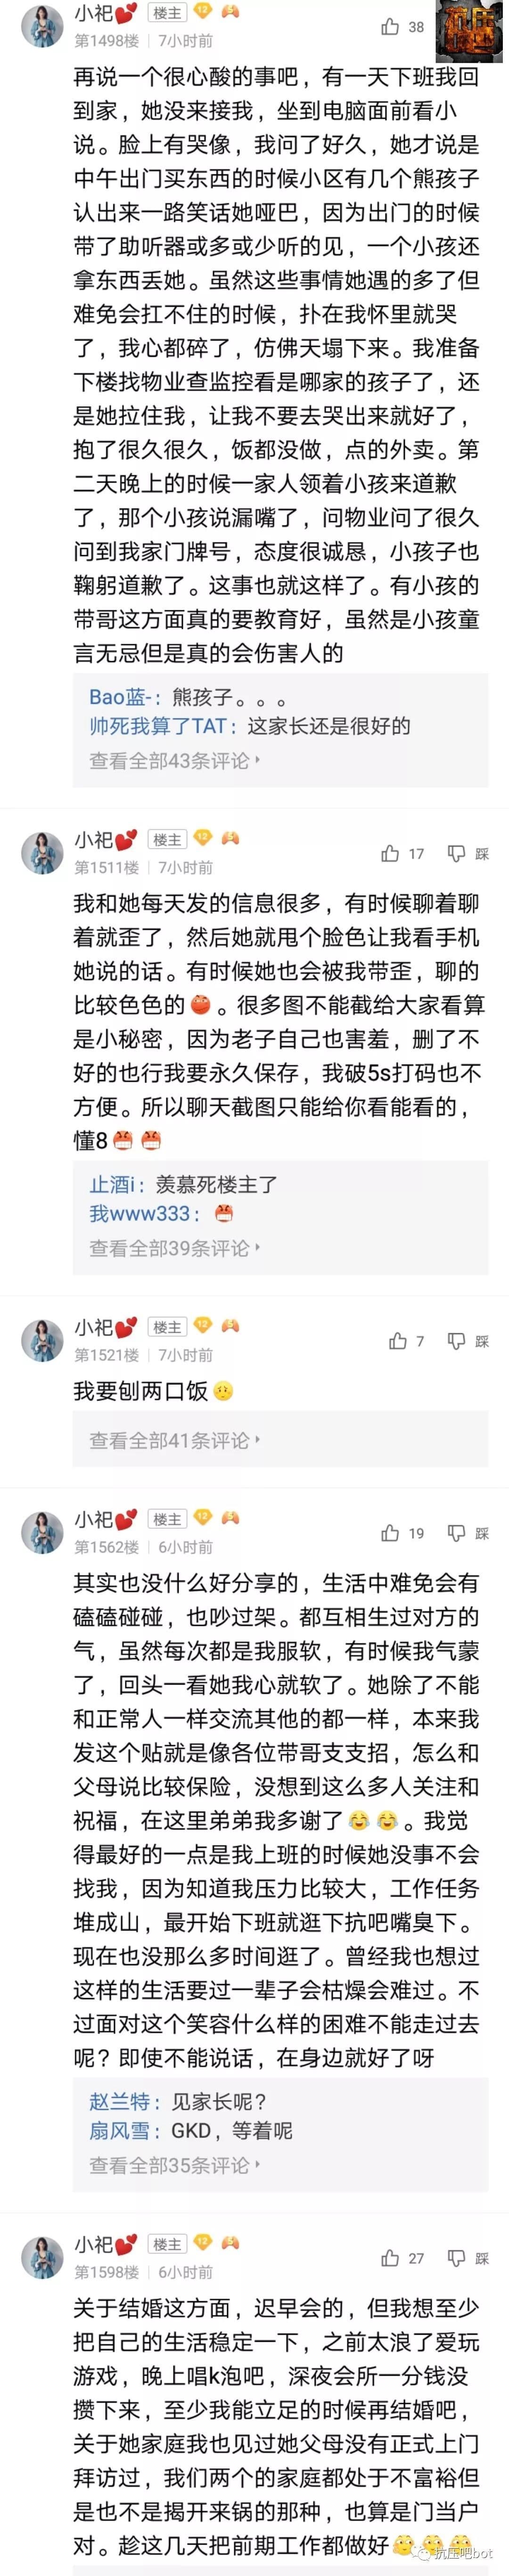 小祀 楼主 12
第1498楼 | 7小时前
38
抗压吧
再说一个很心酸的事吧，有一天下班我回
到家，她没来接我，坐到电脑面前看小
说。脸上有哭像，我问了好久，她才说是
中午出门买东西的时候小区有几个熊孩子
认出来一路笑话她哑巴，因为出门的时候
带了助听器或多或少听的见，一个小孩还
拿东西丢她。虽然这些事情她遇的多了但
难免会扛不住的时候，扑在我怀里就哭
了，我心都碎了，仿佛天塌下来。我准备
下楼找物业查监控看是哪家的孩子了，还
是她拉住我，让我不要去哭出来就好了，
抱了很久很久，饭都没做，点的外卖。第
二天晚上的时候一家人领着小孩来道歉
了，那个小孩说漏嘴了，问物业问了很久
问到我家门牌号，态度很诚恳，小孩子也
鞠躬道歉了。这事也就这样了。有小孩的
带哥这方面真的要教育好，虽然是小孩童
言无忌但是真的会伤害人的
Bao蓝-：熊孩子。。。
帅死我算了TAT：这家长还是很好的
查看全部43条评论
小祀 楼主 12
第1511楼 | 7小时前
17 踩
我和她每天发的信息很多，有时候聊着聊
着就歪了，然后她就甩个脸色让我看手机
她说的话。有时候她也会被我带歪，聊的
比较色色的。很多图不能截给大家看算
是小秘密，因为老子自己也害羞，删了不
好的也行我要永久保存，我破5s打码也不
方便。所以聊天截图只能给你看能看的，
懂8
止酒i：羡慕死楼主了
我www333：
查看全部39条评论
小祀 楼主 12
第1521楼 | 7小时前
7 踩
我要刨两口饭
查看全部41条评论
小祀 楼主 12
第1562楼 | 6小时前
19 踩
其实也没什么好分享的，生活中难免会有
磕磕碰碰，也吵过架。都互相生过对方的
气，虽然每次都是我服软，有时候我气蒙
了，回头一看她我心就软了。她除了不能
和正常人一样交流其他的都一样，本来我
发这个贴就是像各位带哥支支招，怎么和
父母说比较保险，没想到这么多人关注和
祝福，在这里弟弟我多谢了。我觉
得最好的一点是我上班的时候她没事不会
找我，因为知道我压力比较大，工作任务
堆成山，最开始下班就逛下抗吧嘴臭下。
现在也没那么多时间逛了。曾经我也想过
这样的生活要过一辈子会枯燥会难过。不
过面对这个笑容什么样的困难不能走过去
呢？即使不能说话，在身边就好了呀
赵兰特：见家长呢？
扇风雪：GKD，等着呢
查看全部35条评论
小祀 楼主 12
第1598楼 | 6小时前
27 踩
关于结婚这方面，迟早会的，但我想至少
把自己的生活稳定一下，之前太浪了爱玩
游戏，晚上唱k泡吧，深夜会所一分钱没
攒下来，至少我能立足的时候再结婚吧，
关于她家庭我也见过她父母没有正式上门
拜访过，我们两个的家庭都处于不富裕但
是也不是揭开来锅的那种，也算是门当户
对。趁这几天把前期工作都做好
抗压吧bot